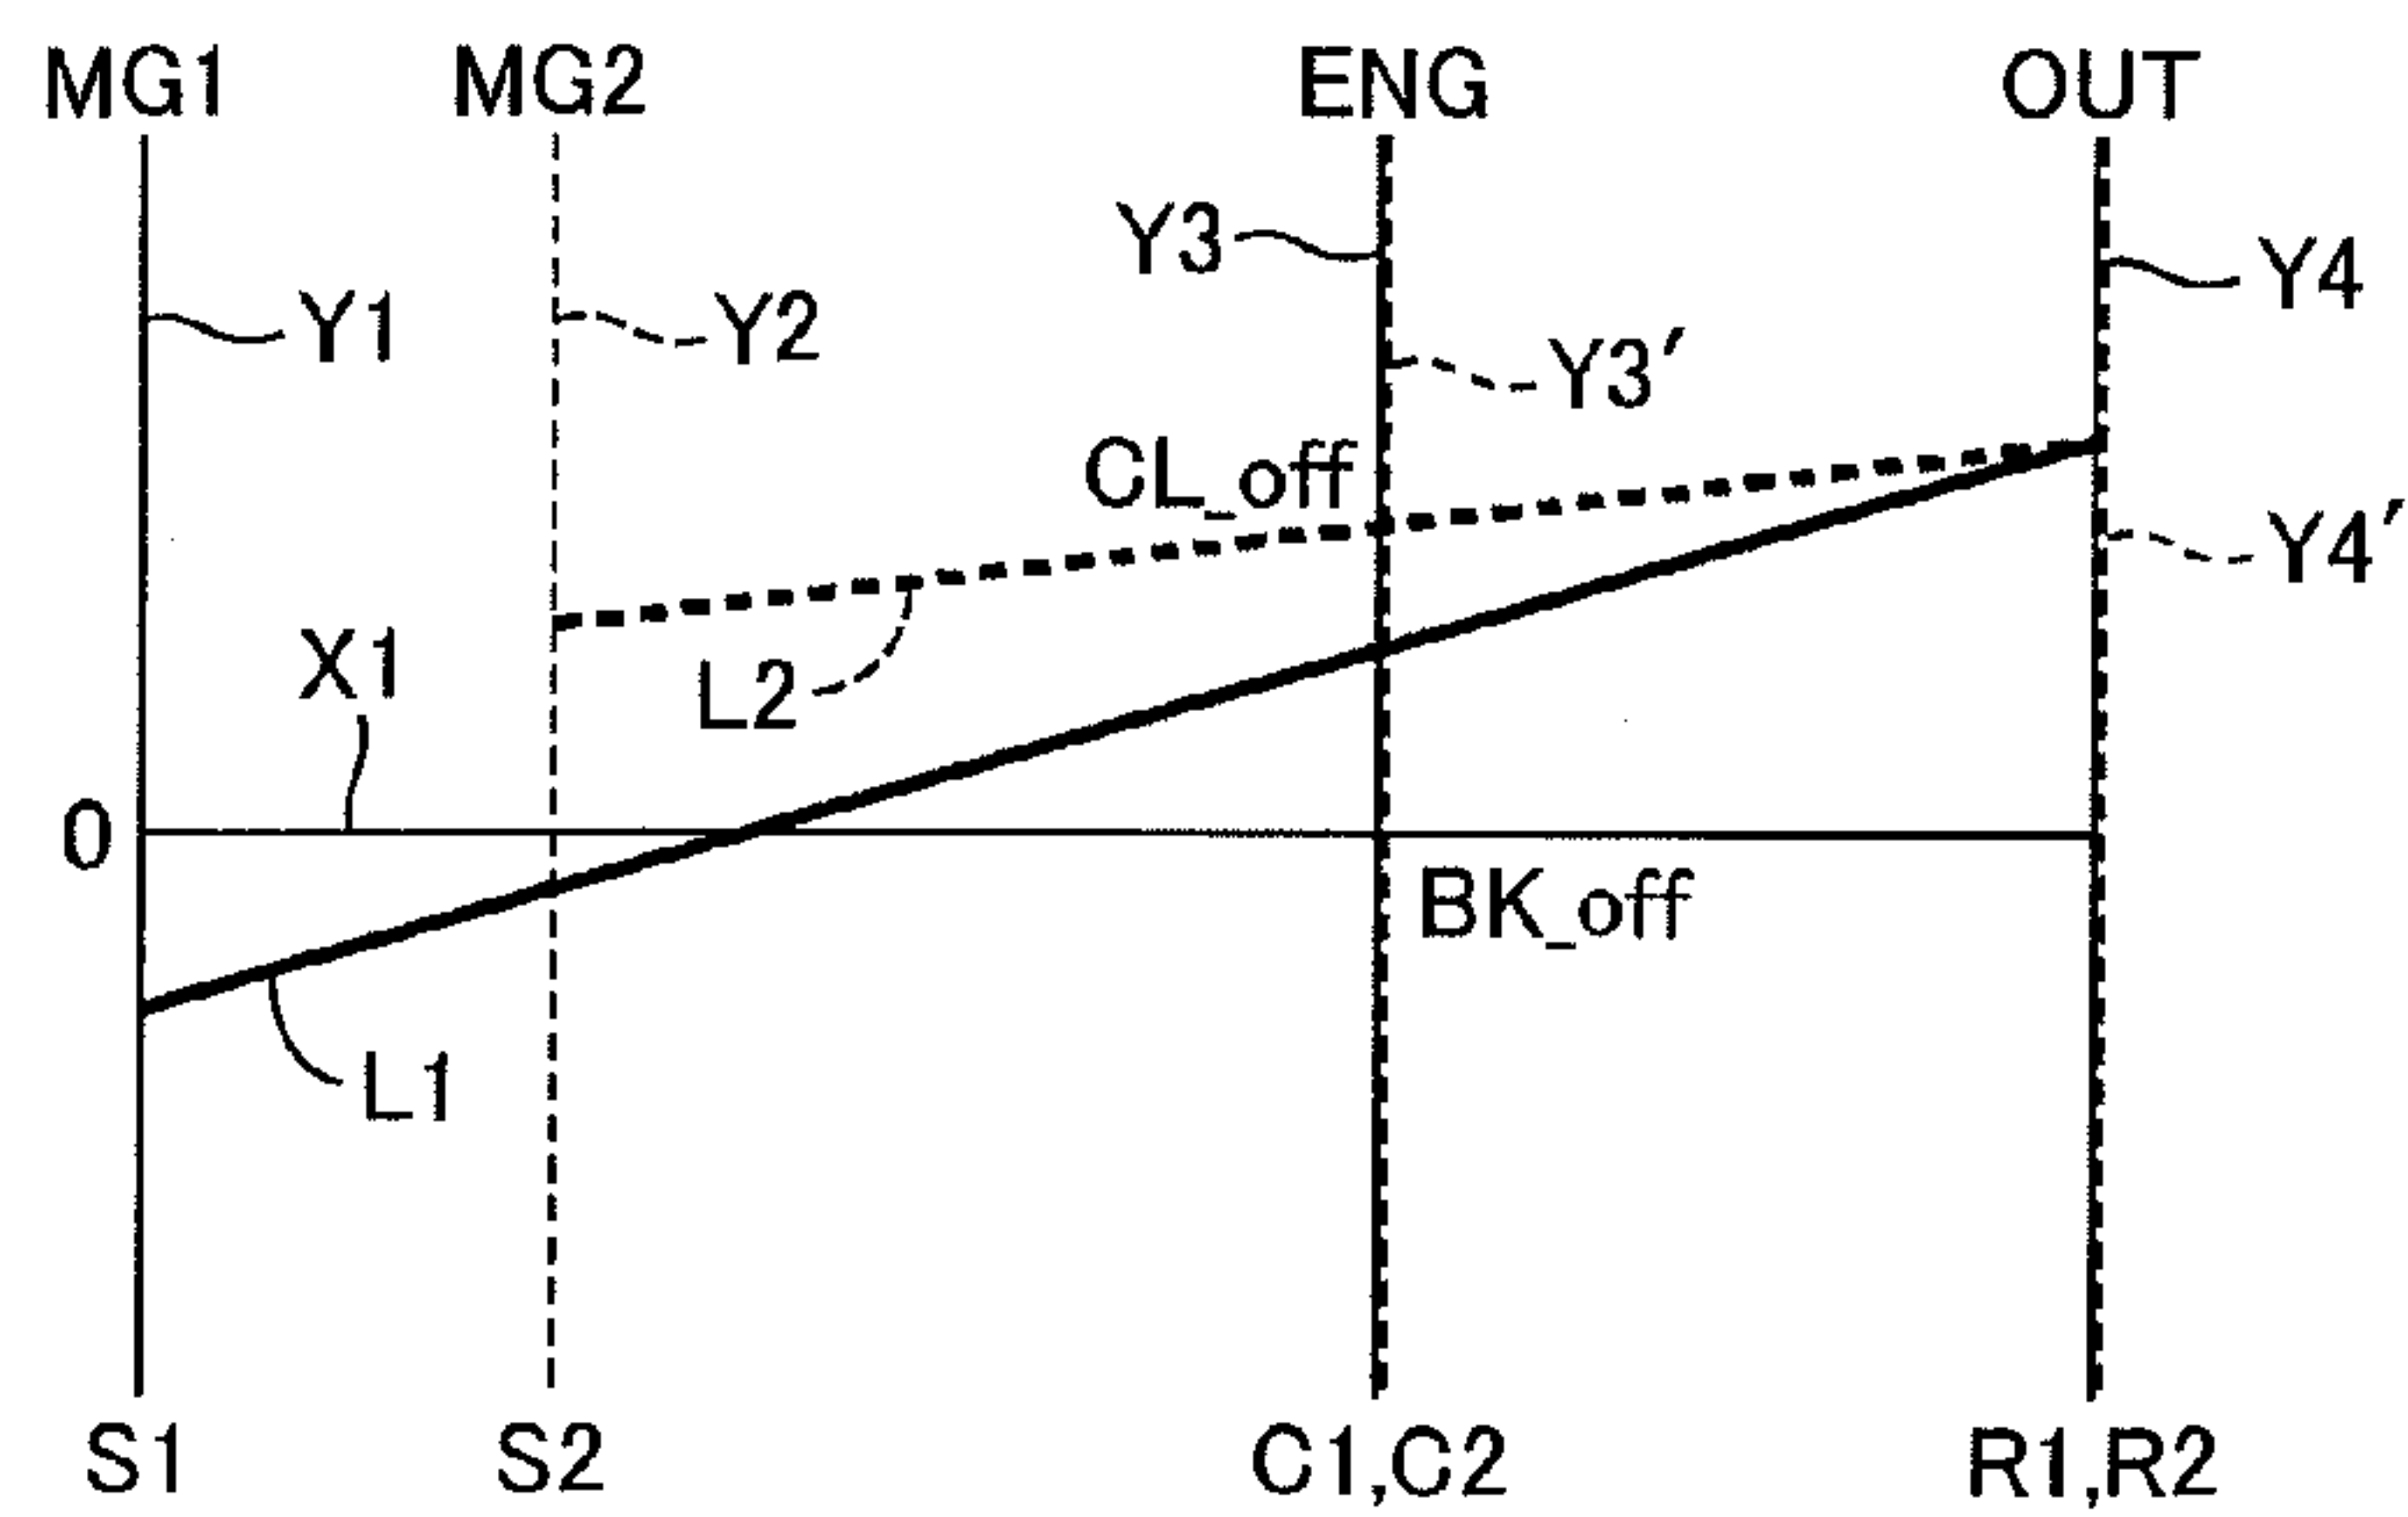 MG1 MG2 ENG OUT
Y3
Y4
Y1 Y2
Y3′
CL_off
Y4′
X1
L2
0
BK_off
L1
S1 S2 C1,C2 R1,R2